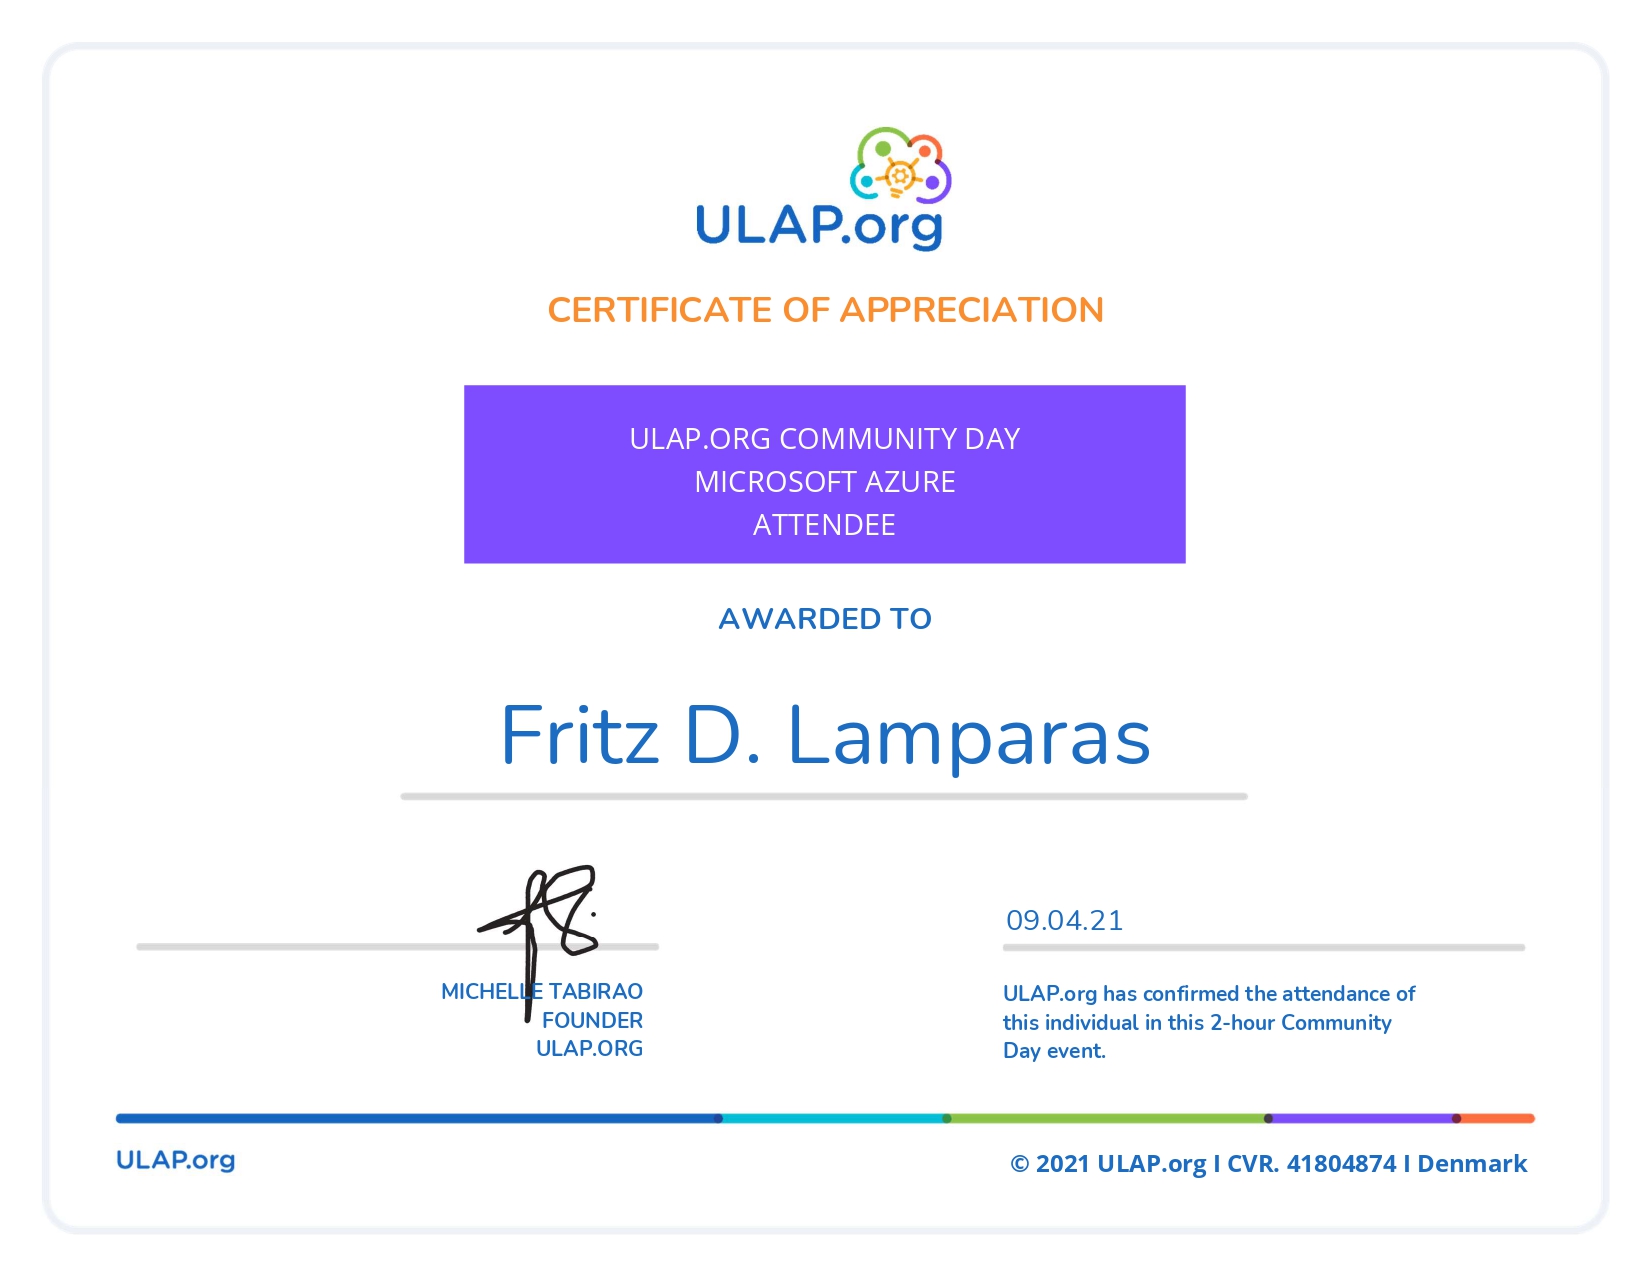 ULAP.org
CERTIFICATE OF APPRECIATION
ULAP.ORG COMMUNITY DAY
MICROSOFT AZURE
ATTENDEE
AWARDED TO
Fritz D. Lamparas
MICHELLE TABIRAO
FOUNDER
ULAP.ORG
09.04.21
ULAP.org has confirmed the attendance of
this individual in this 2-hour Community
Day event.
ULAP.org
© 2021 ULAP.org I CVR. 41804874 I Denmark